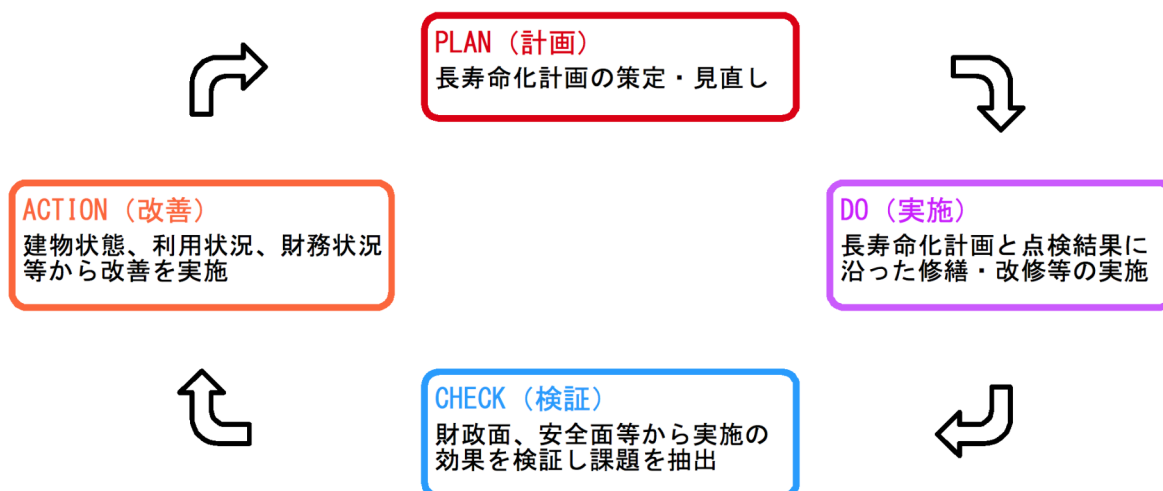 PLAN（計画）
長寿命化計画の策定・見直し
ACTION（改善）
建物状態、利用状況、財務状況
等から改善を実施
DO（実施）
長寿命化計画と点検結果に
沿った修繕・改修等の実施
CHECK（検証）
財政面、安全面等から実施の
効果を検証し課題を抽出